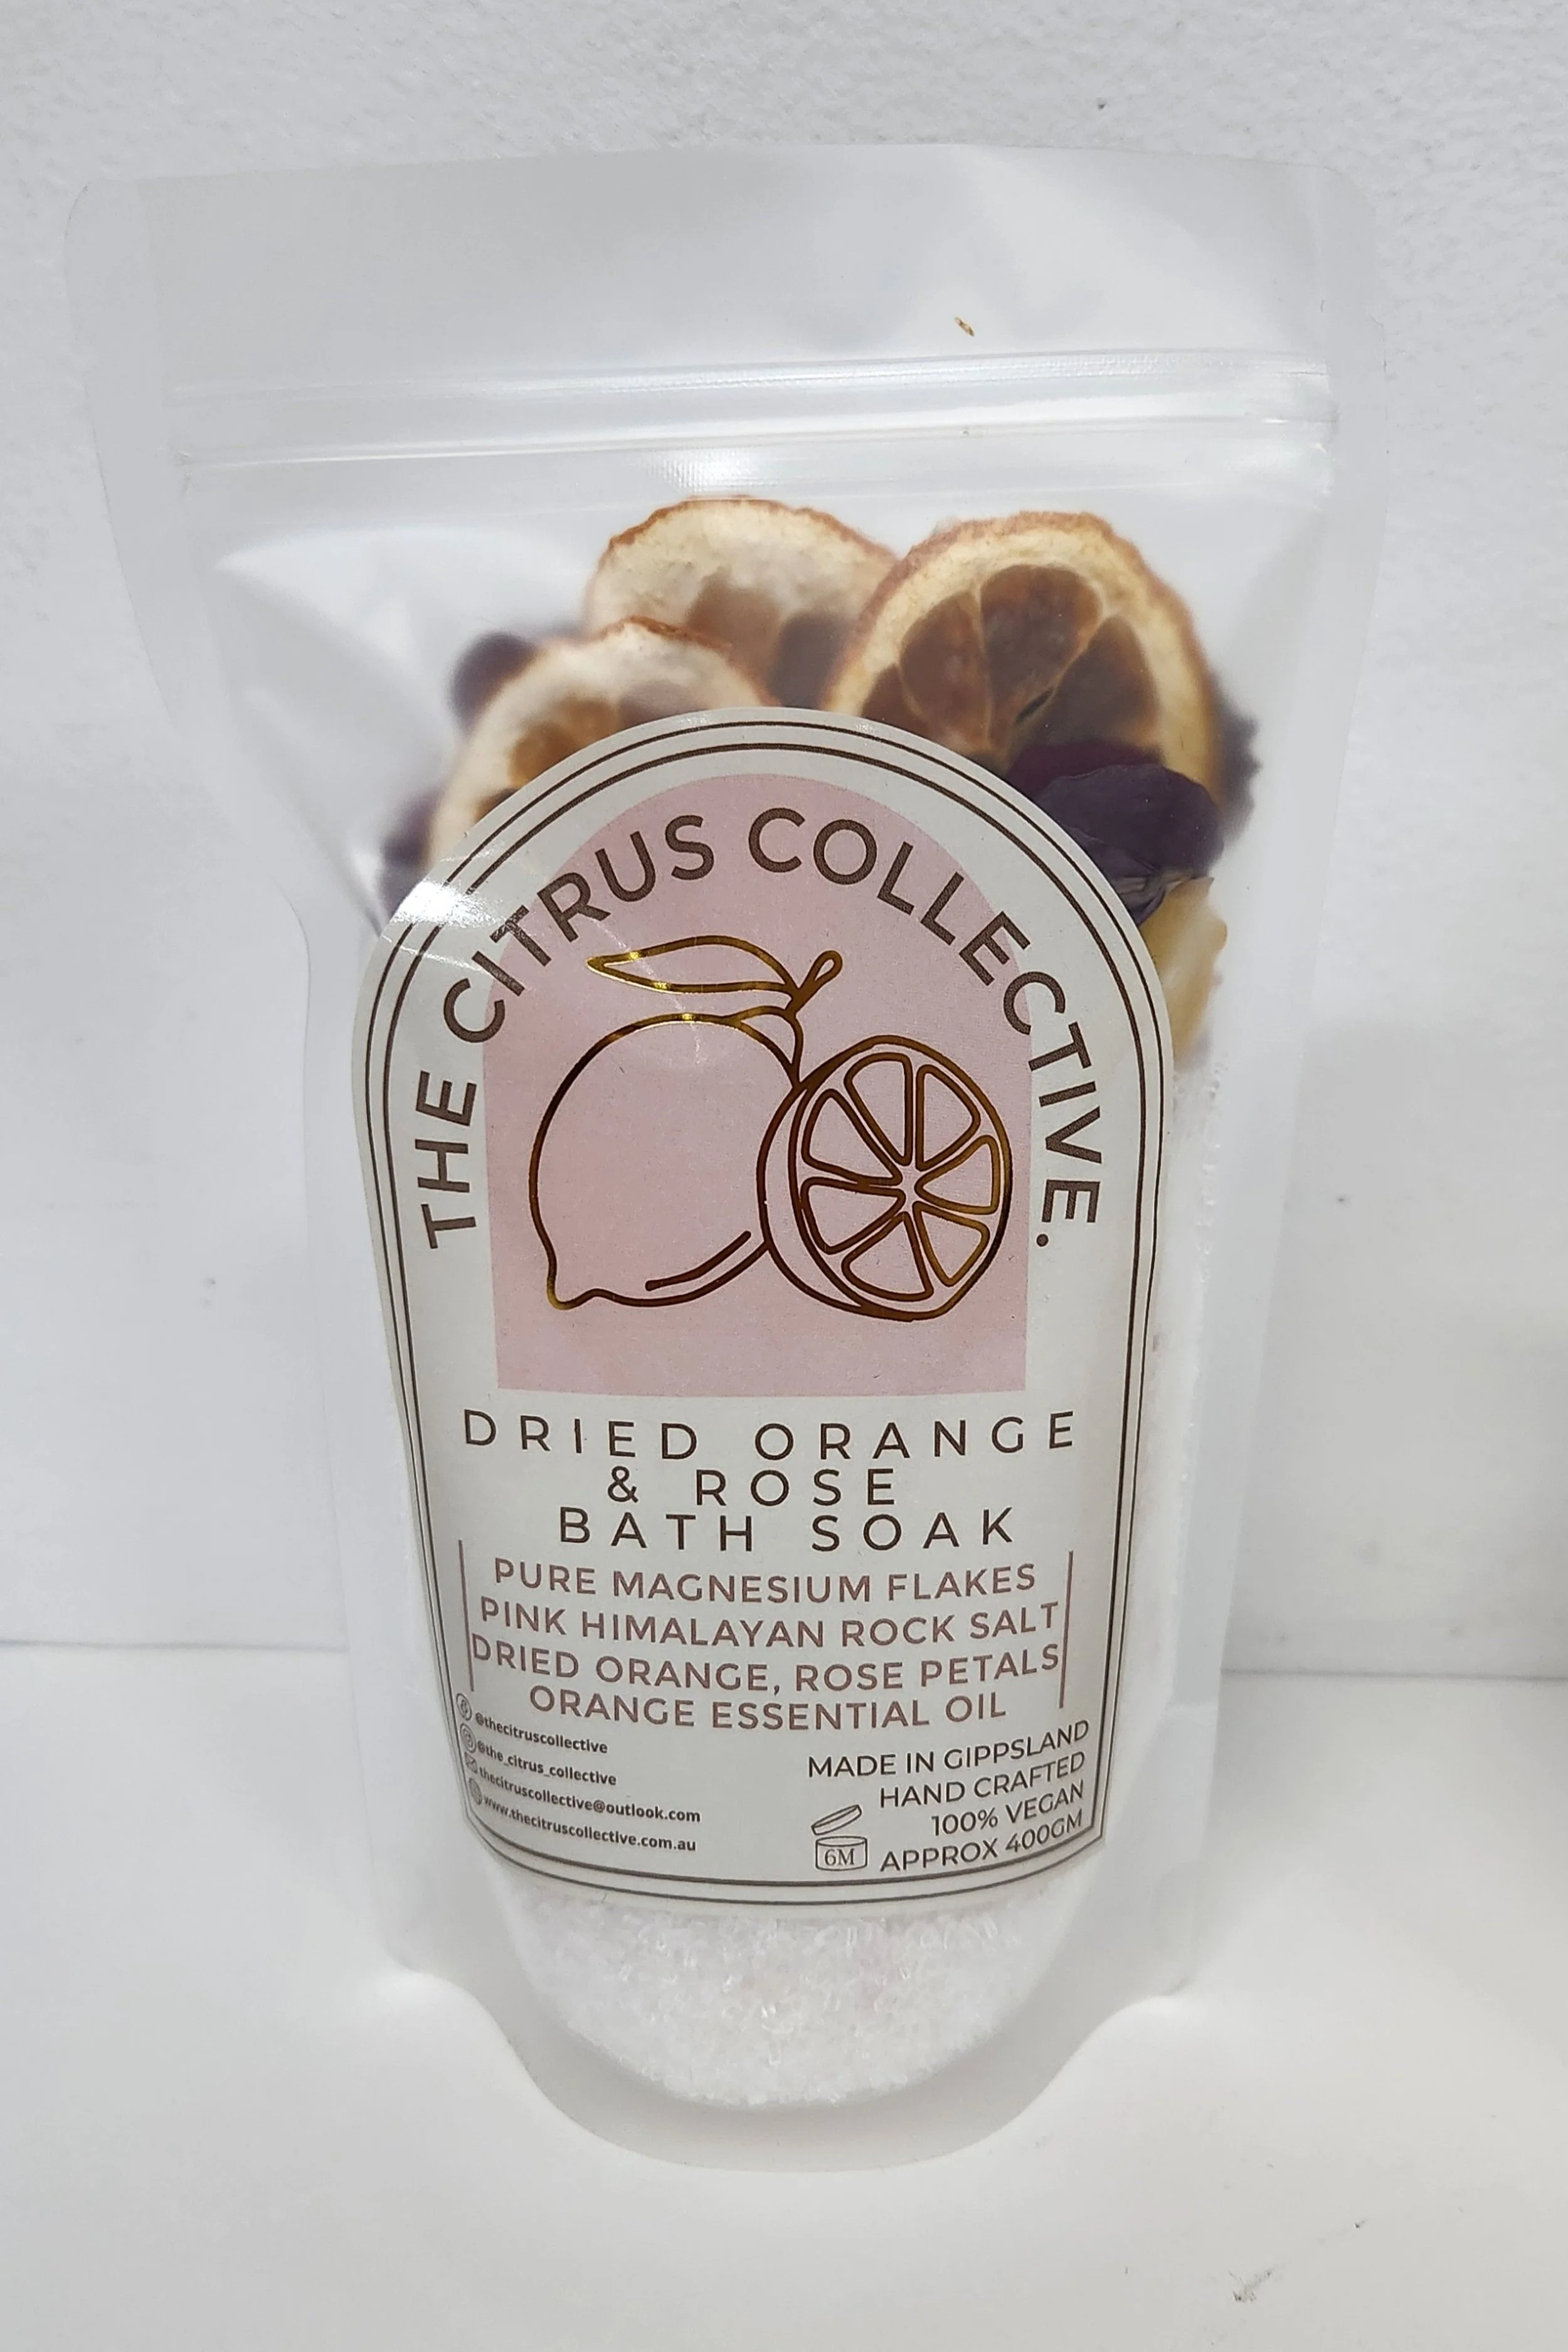 THE CITRUS COLLECTIVE.
DRIED ORANGE
& ROSE
BATH SOAK
PURE MAGNESIUM FLAKES
PINK HIMALAYAN ROCK SALT
DRIED ORANGE, ROSE PETALS
ORANGE ESSENTIAL OIL
@thecitruscollective
@the_citrus_collective
thecitruscollective@outlook.com
www.thecitruscollective.com.au
MADE IN GIPPSLAND
HAND CRAFTED
100% VEGAN
APPROX 400GM
6M